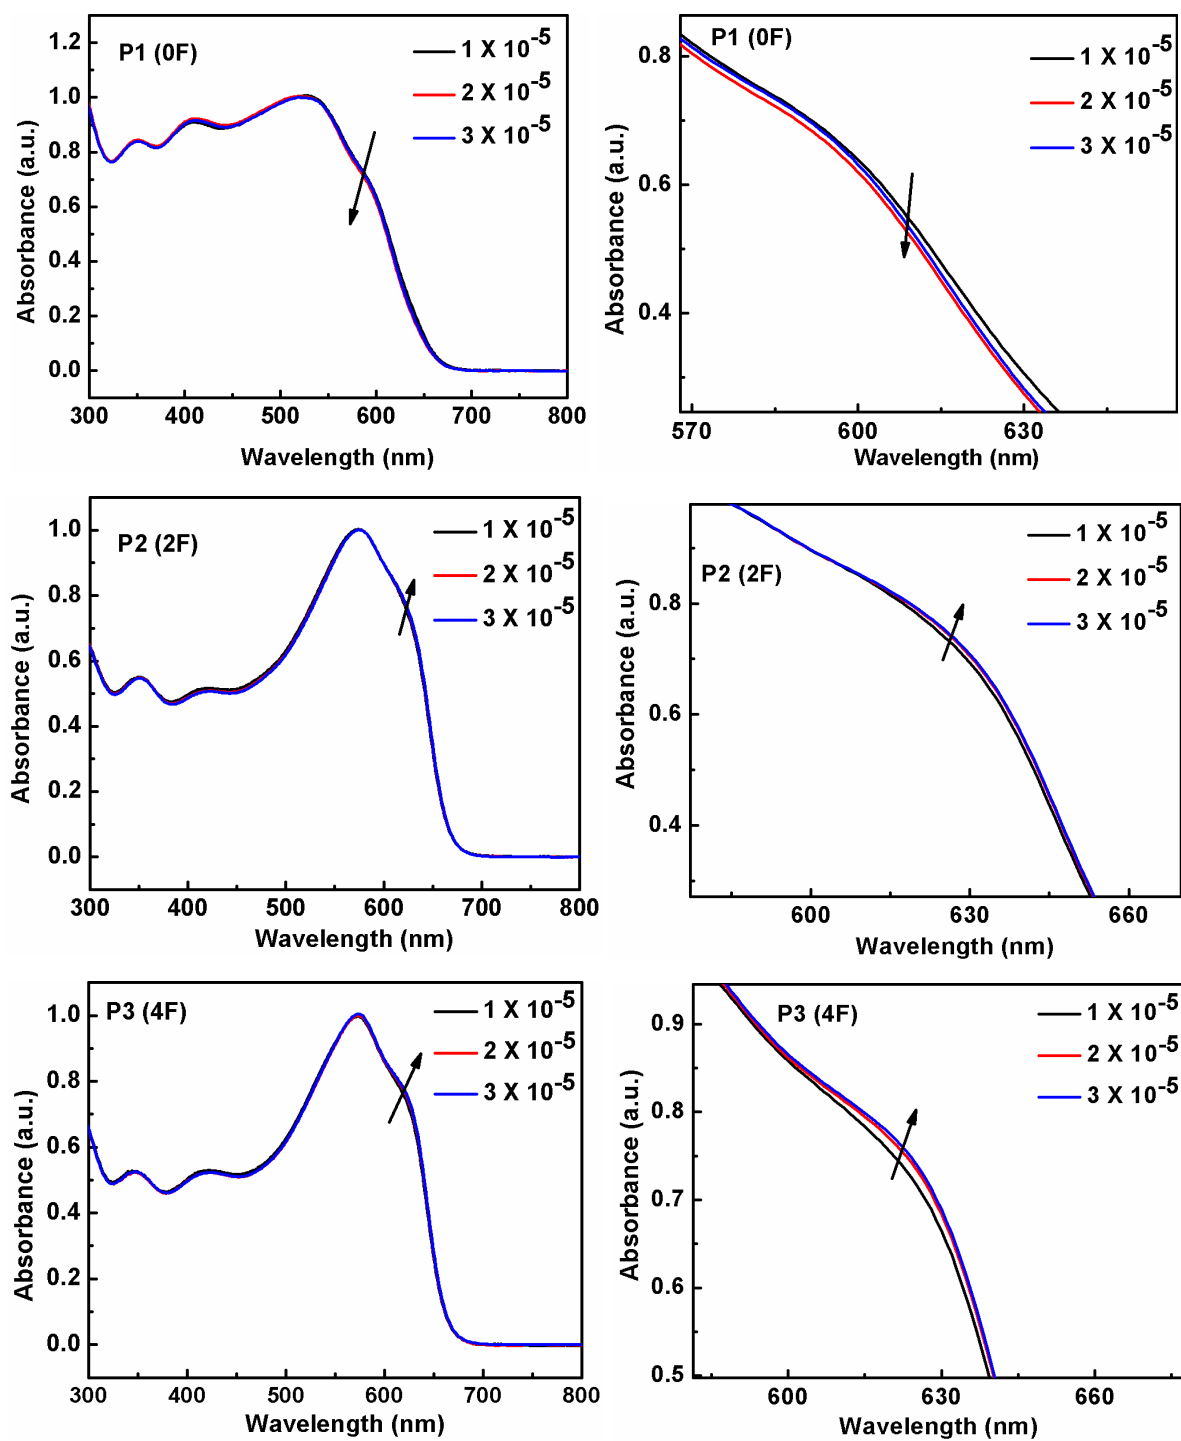 P1 (0F)
1 X 10-5
2 X 10-5
3 X 10-5
1.2
1.0
0.8
0.6
0.4
0.2
0.0
Absorbance (a.u.)
300 400 500 600 700 800
Wavelength (nm)
P1 (0F)
1 X 10-5
2 X 10-5
3 X 10-5
0.8
0.6
0.4
Absorbance (a.u.)
570 600 630
Wavelength (nm)
P2 (2F)
1 X 10-5
2 X 10-5
3 X 10-5
1.0
0.8
0.6
0.4
0.2
0.0
Absorbance (a.u.)
300 400 500 600 700 800
Wavelength (nm)
P2 (2F)
1 X 10-5
2 X 10-5
3 X 10-5
0.8
0.6
0.4
Absorbance (a.u.)
600 630 660
Wavelength (nm)
P3 (4F)
1 X 10-5
2 X 10-5
3 X 10-5
1.0
0.8
0.6
0.4
0.2
0.0
Absorbance (a.u.)
300 400 500 600 700 800
Wavelength (nm)
P3 (4F)
1 X 10-5
2 X 10-5
3 X 10-5
0.9
0.8
0.7
0.6
0.5
Absorbance (a.u.)
600 630 660
Wavelength (nm)